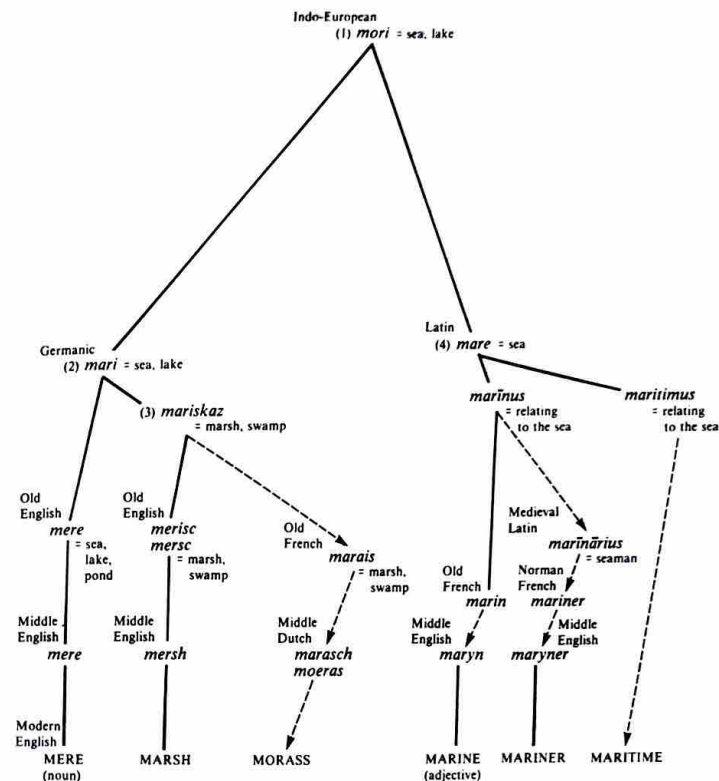 Indo-European
(1) mori = sea, lake
Germanic
(2) mari = sea, lake
(3) mariskaz
= marsh, swamp
Latin
(4) mare = sea
marīnus
= relating
to the sea
maritimus
= relating
to the sea
Old
English
mere
= sea,
lake,
pond
Old
English
merisc
mersc
= marsh,
swamp
Old
French
marais
= marsh,
swamp
Old
French
marin
Medieval
Latin
marīnārius
= seaman
Norman
French
mariner
Middle
English
mere
Middle
English
mersh
Middle
Dutch
marasch
moeras
Middle
English
maryn
Middle
English
maryner
Modern
English
MERE
(noun)
MARSH
MORASS
MARINE
(adjective)
MARINER
MARITIME